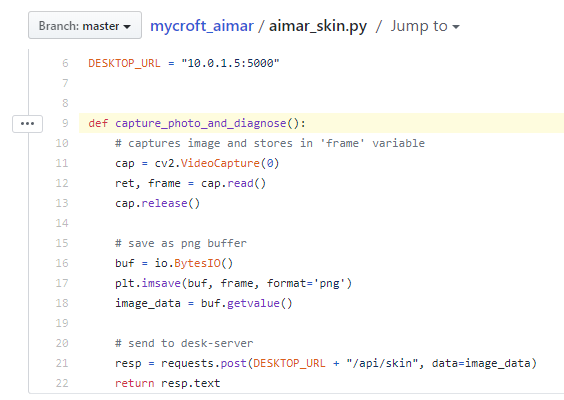 Branch: master mycroft_aimar / aimar_skin.py / Jump to
6 DESKTOP_URL = "10.0.1.5:5000"
7
8
9 def capture_photo_and_diagnose():
10     # captures image and stores in 'frame' variable
11     cap = cv2.VideoCapture(0)
12     ret, frame = cap.read()
13     cap.release()
14
15     # save as png buffer
16     buf = io.BytesIO()
17     plt.imsave(buf, frame, format='png')
18     image_data = buf.getvalue()
19
20     # send to desk-server
21     resp = requests.post(DESKTOP_URL + "/api/skin", data=image_data)
22     return resp.text